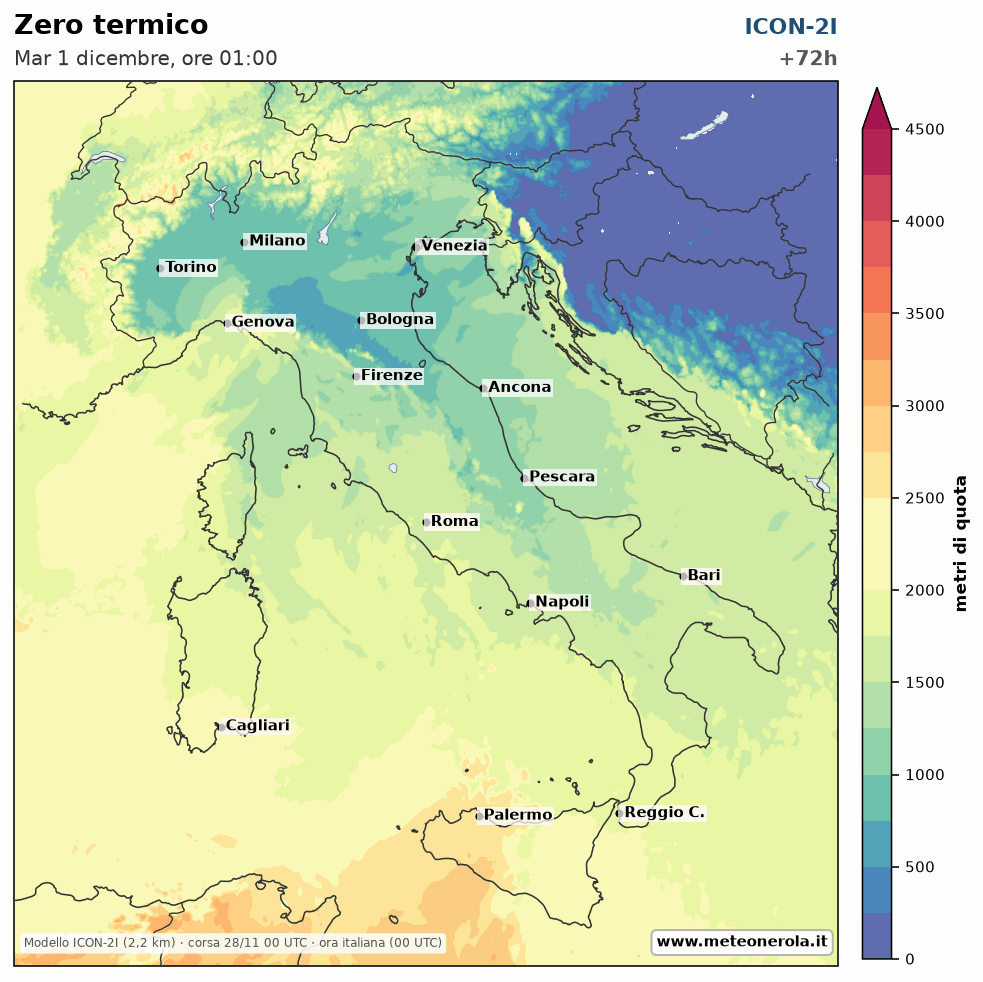 Zero termico
ICON-2I
Mar 1 dicembre, ore 01:00
+72h
4500
4000
3500
3000
2500
2000
1500
1000
500
0
metri di quota
Milano
Venezia
Torino
Genova
Bologna
Firenze
Ancona
Pescara
Roma
Bari
Napoli
Cagliari
Palermo
Reggio C.
Modello ICON-2I (2,2 km) · corsa 28/11 00 UTC · ora italiana (00 UTC)
www.meteonerola.it